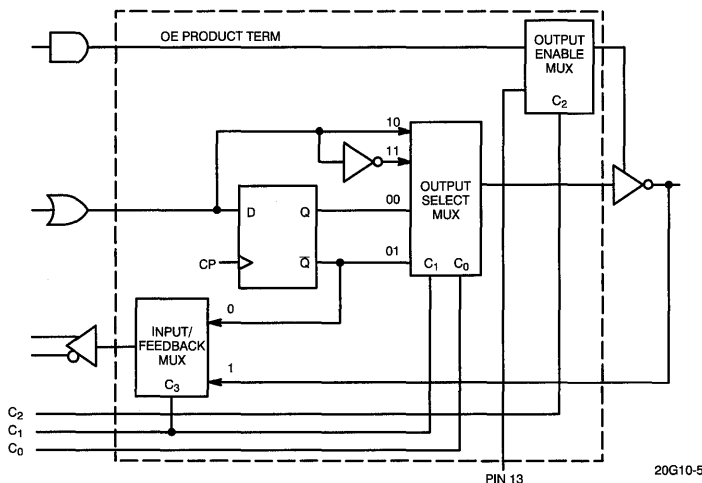 OE PRODUCT TERM
OUTPUT
ENABLE
MUX
C₂
10
11
OUTPUT
SELECT
MUX
C₁ C₀
D Q
Q̅
CP
00
01
0
INPUT/
FEEDBACK
MUX
C₃
1
C₂
C₁
C₀
PIN 13
20G10-5